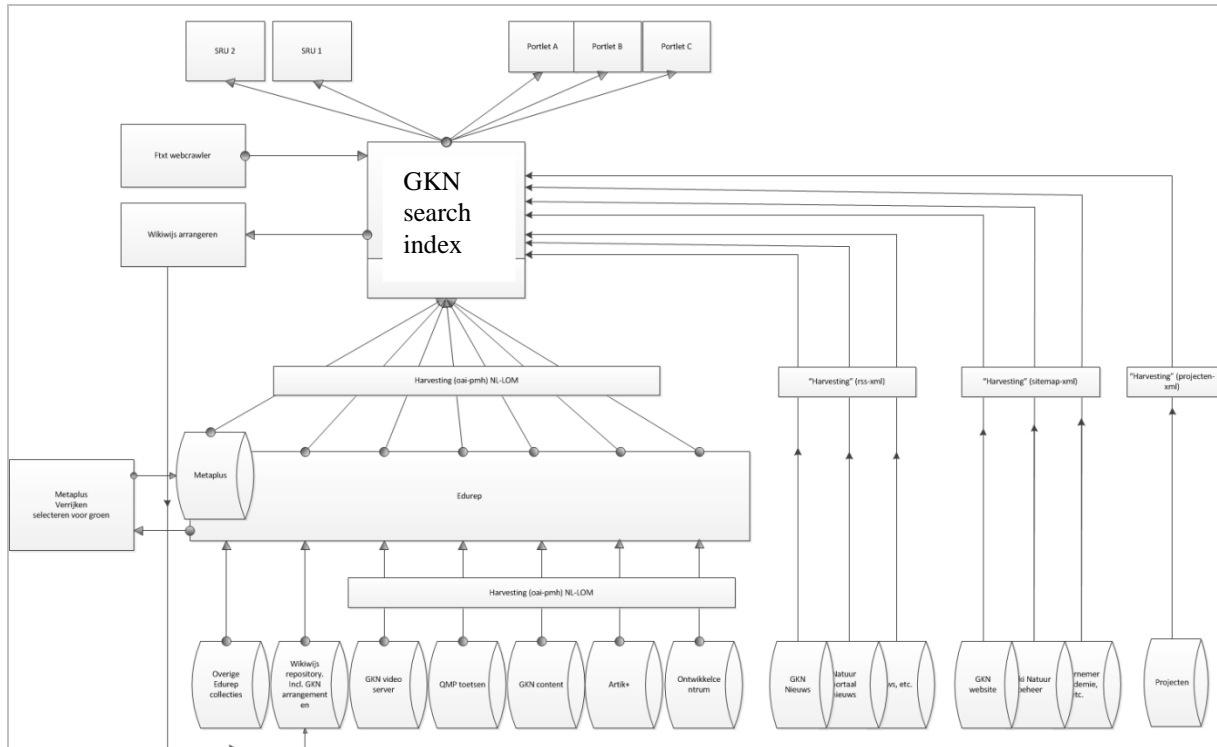 SRU 2
SRU 1
Portlet A
Portlet B
Portlet C
Ftxt webcrawler
GKN
search
index
Wikiwijs arrangeren
Harvesting (oai-pmh) NL-LOM
"Harvesting" (rss-xml)
"Harvesting" (sitemap-xml)
"Harvesting" (projecten-
xml)
Metaplus
Metaplus
Verrijken
selecteren voor groen
Edurep
Harvesting (oai-pmh) NL-LOM
Overige
Edurep
collecties
Wikiwijs
repository.
Incl. GKN
arrangement
en
GKN video
server
QMP toetsen
GKN content
Artik+
Ontwikkelce
ntrum
GKN
Nieuws
Natuur
ortaal
nieuws
ws, etc.
GKN
website
ki Natuur
beheer
rnemer
demie,
tc.
Projecten